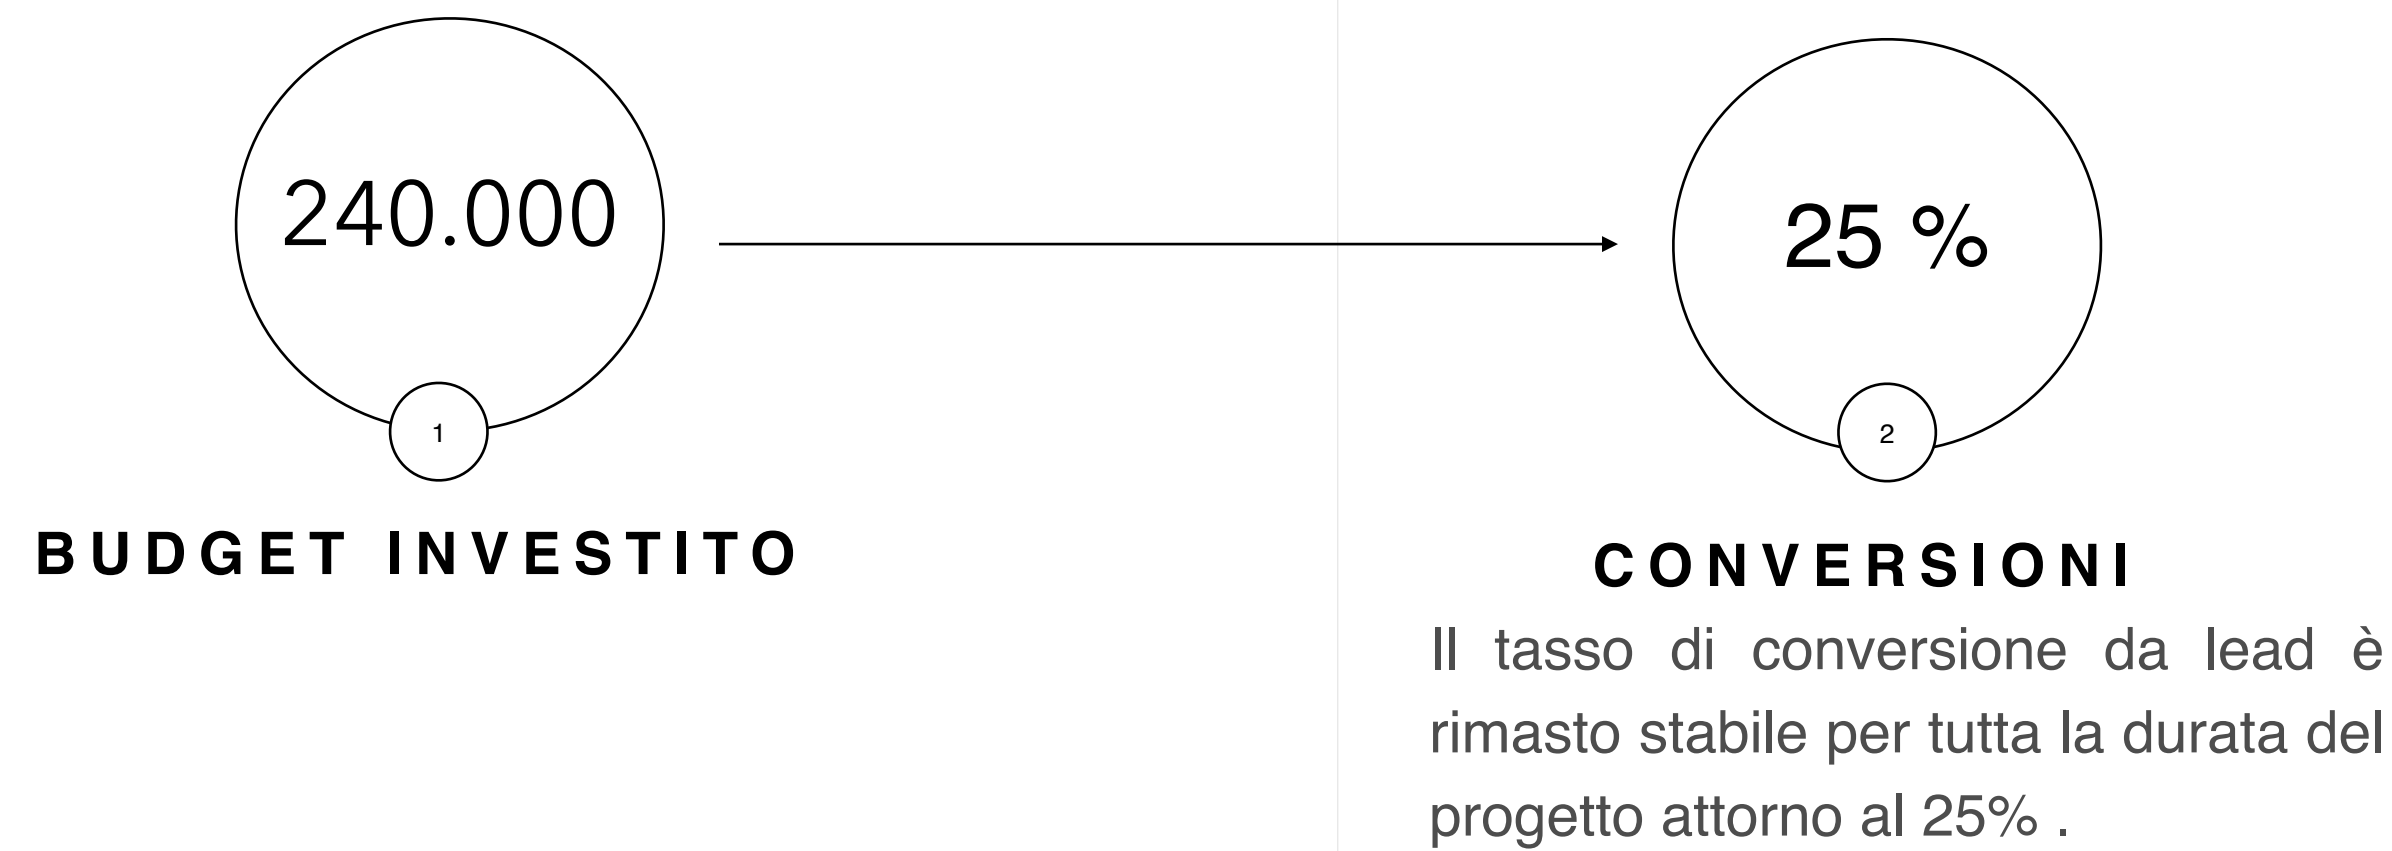 240.000
1
BUDGET INVESTITO
25 %
2
CONVERSIONI
Il tasso di conversione da lead è
rimasto stabile per tutta la durata del
progetto attorno al 25% .